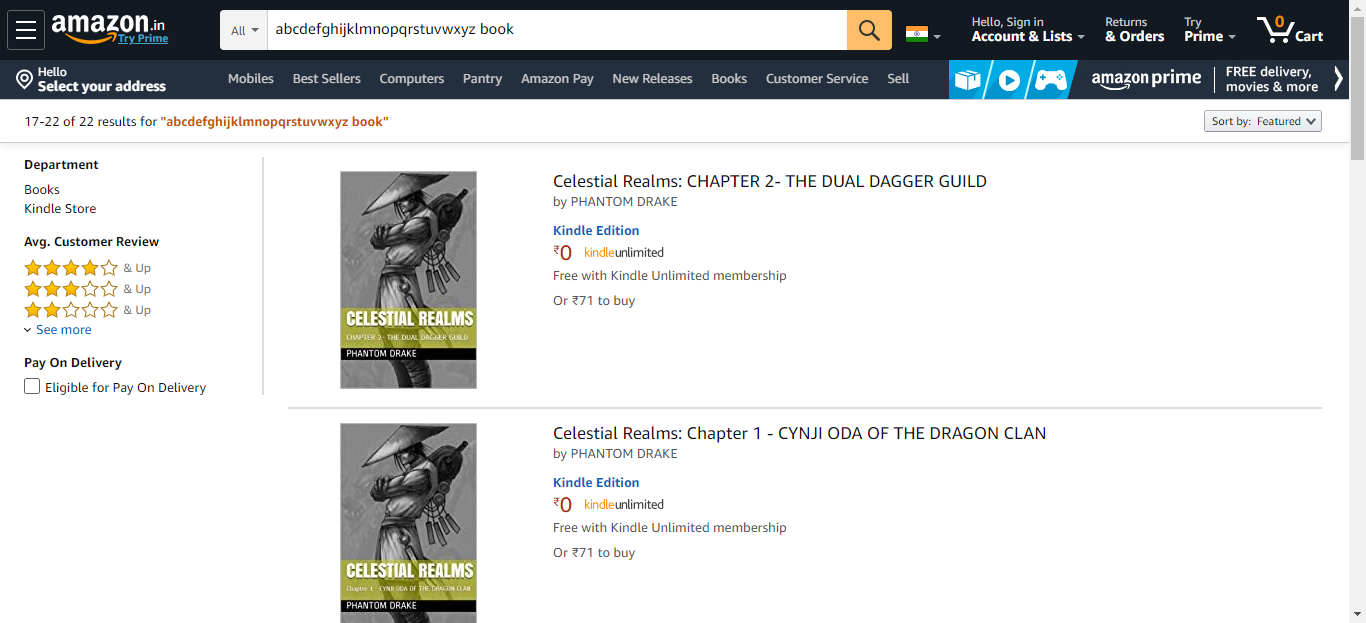 amazon.in
Try Prime
All
abcdefghijklmnopqrstuvwxyz book
Hello, Sign in
Account & Lists
Returns
& Orders
Try
Prime
0
Cart
Hello
Select your address
Mobiles Best Sellers Computers Pantry Amazon Pay New Releases Books Customer Service Sell
amazon prime
FREE delivery,
movies & more
17-22 of 22 results for "abcdefghijklmnopqrstuvwxyz book"
Sort by: Featured
Department
Books
Kindle Store
Avg. Customer Review
& Up
& Up
& Up
See more
Pay On Delivery
Eligible for Pay On Delivery
CELESTIAL REALMS
CHAPTER 2- THE DUAL DAGGER GUILD
PHANTOM DRAKE
Celestial Realms: CHAPTER 2- THE DUAL DAGGER GUILD
by PHANTOM DRAKE
Kindle Edition
₹0 kindleunlimited
Free with Kindle Unlimited membership
Or ₹71 to buy
CELESTIAL REALMS
Chapter 1 - CYNJI ODA OF THE DRAGON CLAN
PHANTOM DRAKE
Celestial Realms: Chapter 1 - CYNJI ODA OF THE DRAGON CLAN
by PHANTOM DRAKE
Kindle Edition
₹0 kindleunlimited
Free with Kindle Unlimited membership
Or ₹71 to buy